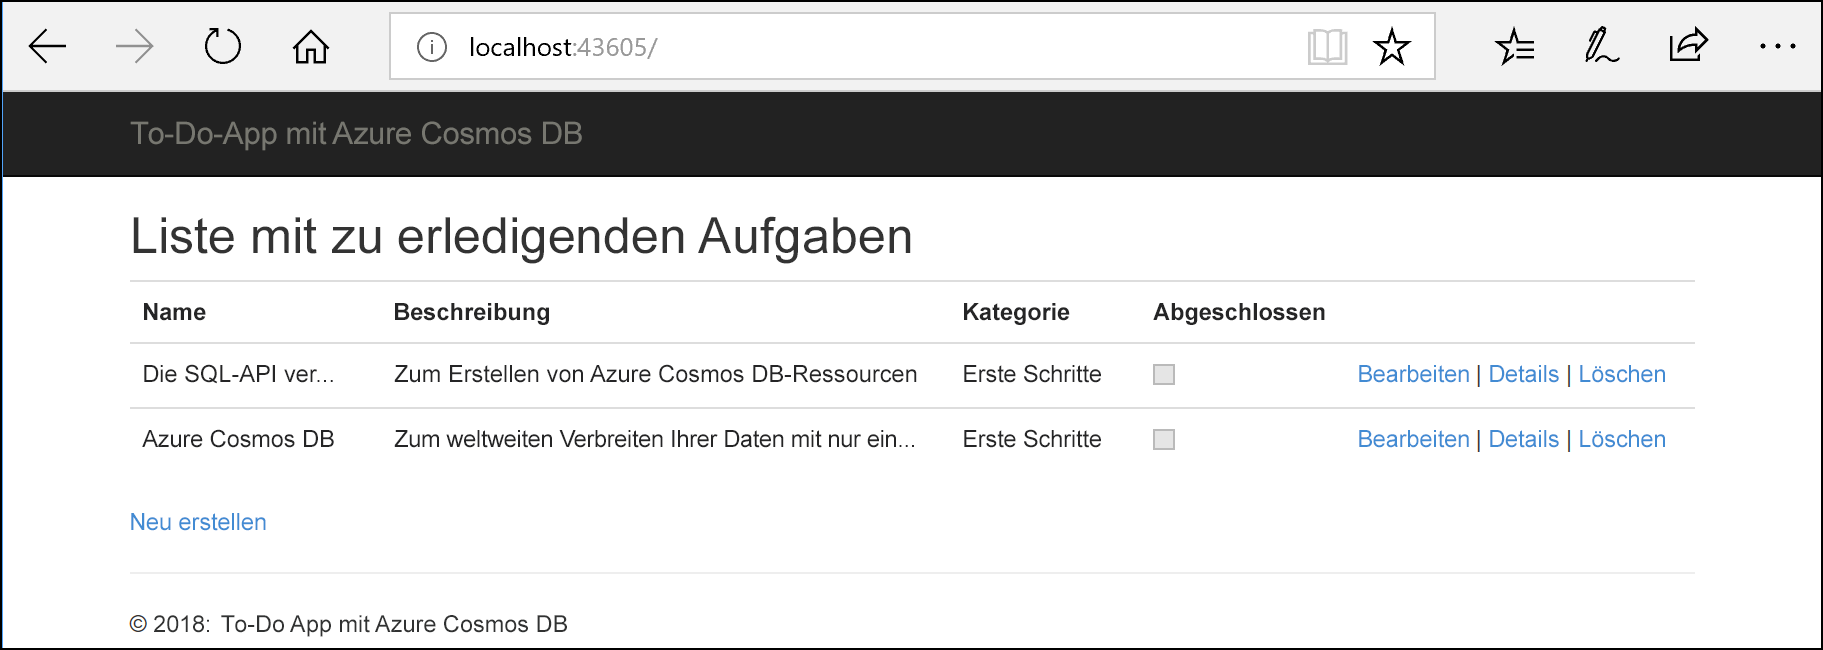 localhost:43605/
To-Do-App mit Azure Cosmos DB
Liste mit zu erledigenden Aufgaben
Name Beschreibung Kategorie Abgeschlossen
Die SQL-API ver... Zum Erstellen von Azure Cosmos DB-Ressourcen Erste Schritte Bearbeiten | Details | Löschen
Azure Cosmos DB Zum weltweiten Verbreiten Ihrer Daten mit nur ein... Erste Schritte Bearbeiten | Details | Löschen
Neu erstellen
© 2018: To-Do App mit Azure Cosmos DB